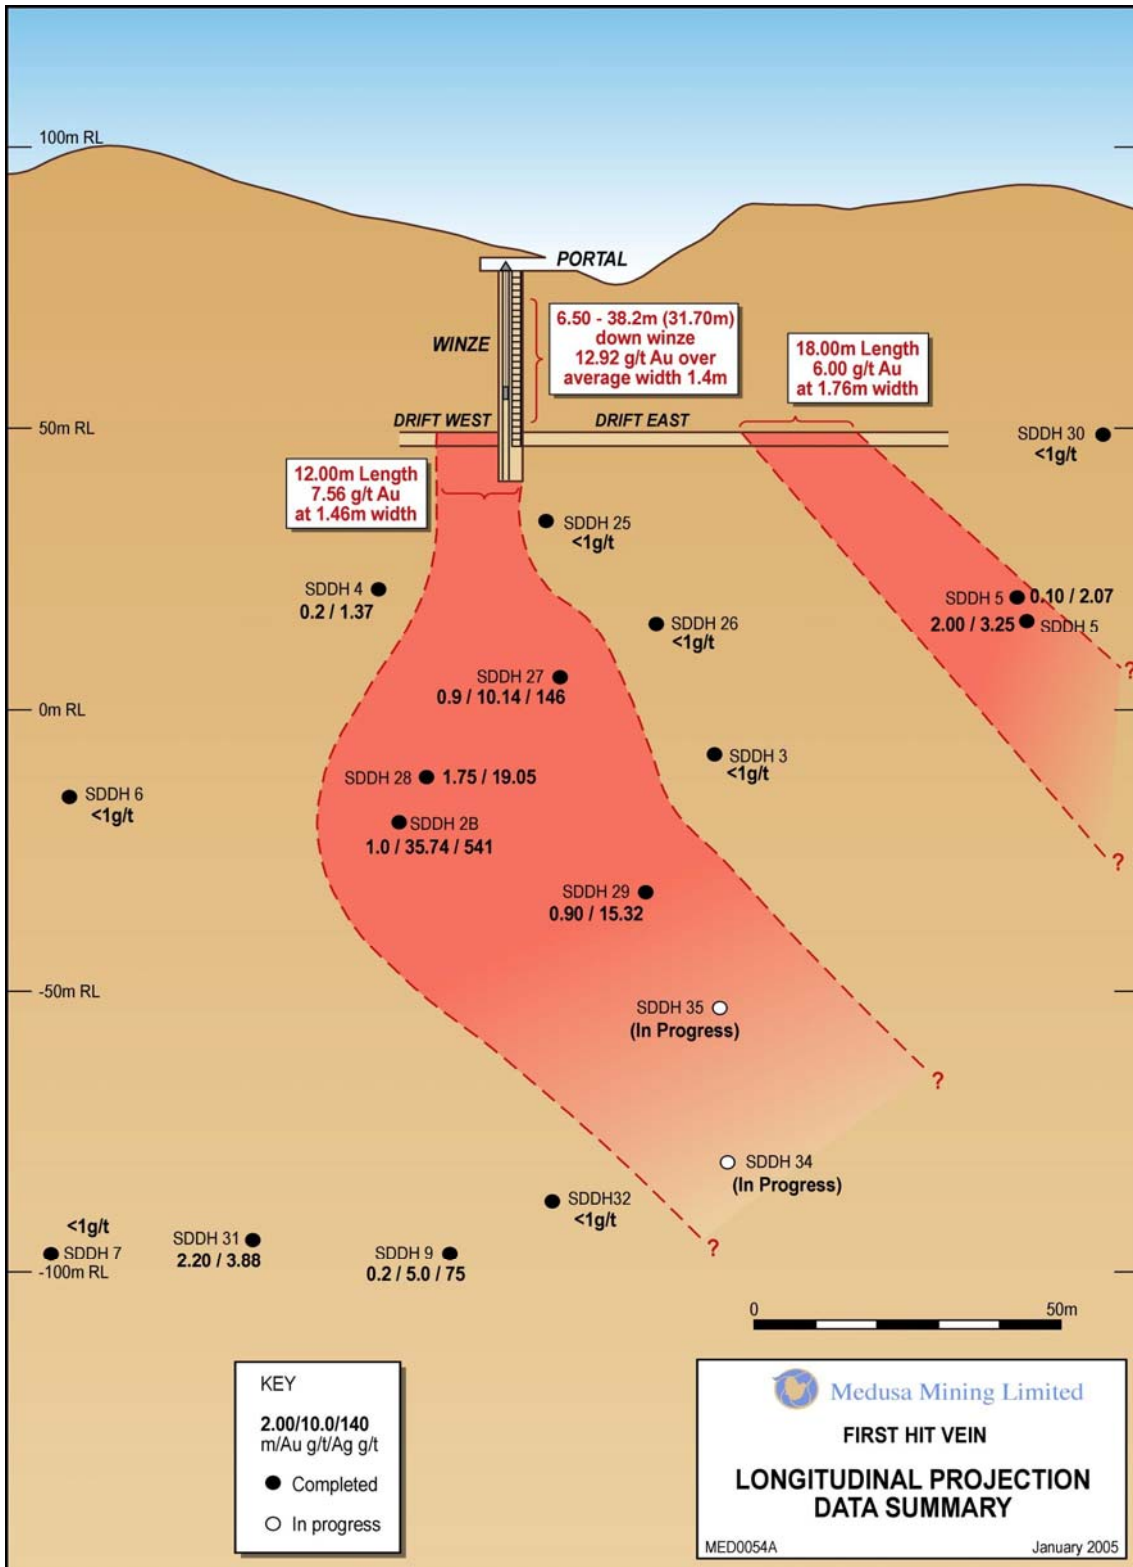 100m RL
PORTAL
6.50 - 38.2m (31.70m)
down winze
12.92 g/t Au over
average width 1.4m
WINZE
18.00m Length
6.00 g/t Au
at 1.76m width
50m RL
DRIFT WEST
DRIFT EAST
SDDH 30
<1g/t
12.00m Length
7.56 g/t Au
at 1.46m width
SDDH 25
<1g/t
SDDH 4
0.2 / 1.37
SDDH 5
0.10 / 2.07
2.00 / 3.25
SDDH 5
SDDH 26
<1g/t
?
SDDH 27
0.9 / 10.14 / 146
0m RL
SDDH 3
<1g/t
SDDH 28
1.75 / 19.05
SDDH 6
<1g/t
SDDH 2B
1.0 / 35.74 / 541
?
SDDH 29
0.90 / 15.32
-50m RL
SDDH 35
(In Progress)
?
SDDH 34
(In Progress)
SDDH32
<1g/t
?
<1g/t
SDDH 7
SDDH 31
2.20 / 3.88
SDDH 9
0.2 / 5.0 / 75
-100m RL
0
50m
KEY
2.00/10.0/140
m/Au g/t/Ag g/t
Completed
In progress
Medusa Mining Limited
FIRST HIT VEIN
LONGITUDINAL PROJECTION
DATA SUMMARY
MED0054A
January 2005